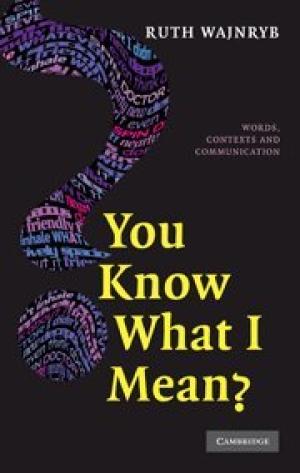 RUTH WAJNRYB
WORDS,
CONTEXTS AND
COMMUNICATION
You
Know
What I
Mean?
CAMBRIDGE